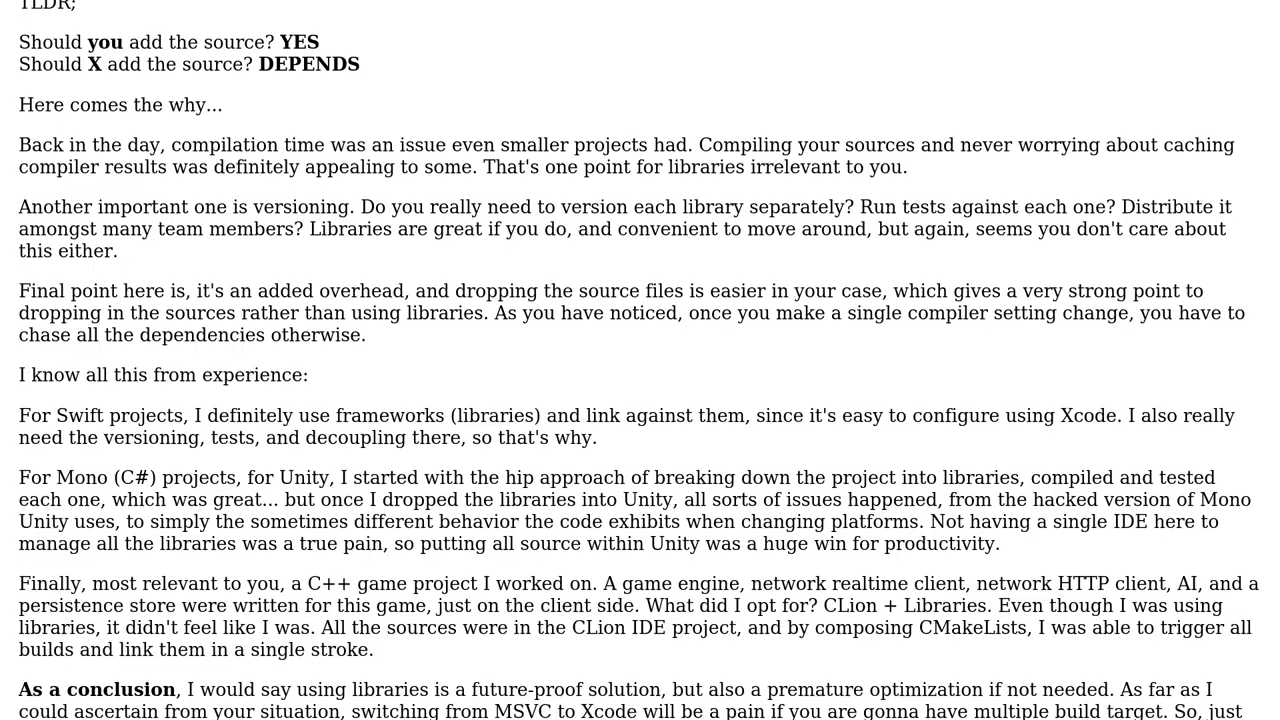 TLDR;
Should you add the source? YES
Should X add the source? DEPENDS
Here comes the why...
Back in the day, compilation time was an issue even smaller projects had. Compiling your sources and never worrying about caching
compiler results was definitely appealing to some. That's one point for libraries irrelevant to you.
Another important one is versioning. Do you really need to version each library separately? Run tests against each one? Distribute it
amongst many team members? Libraries are great if you do, and convenient to move around, but again, seems you don't care about
this either.
Final point here is, it's an added overhead, and dropping the source files is easier in your case, which gives a very strong point to
dropping in the sources rather than using libraries. As you have noticed, once you make a single compiler setting change, you have to
chase all the dependencies otherwise.
I know all this from experience:
For Swift projects, I definitely use frameworks (libraries) and link against them, since it's easy to configure using Xcode. I also really
need the versioning, tests, and decoupling there, so that's why.
For Mono (C#) projects, for Unity, I started with the hip approach of breaking down the project into libraries, compiled and tested
each one, which was great... but once I dropped the libraries into Unity, all sorts of issues happened, from the hacked version of Mono
Unity uses, to simply the sometimes different behavior the code exhibits when changing platforms. Not having a single IDE here to
manage all the libraries was a true pain, so putting all source within Unity was a huge win for productivity.
Finally, most relevant to you, a C++ game project I worked on. A game engine, network realtime client, network HTTP client, AI, and a
persistence store were written for this game, just on the client side. What did I opt for? CLion + Libraries. Even though I was using
libraries, it didn't feel like I was. All the sources were in the CLion IDE project, and by composing CMakeLists, I was able to trigger all
builds and link them in a single stroke.
As a conclusion, I would say using libraries is a future-proof solution, but also a premature optimization if not needed. As far as I
could ascertain from your situation, switching from MSVC to Xcode will be a pain if you are gonna have multiple build target. So, just